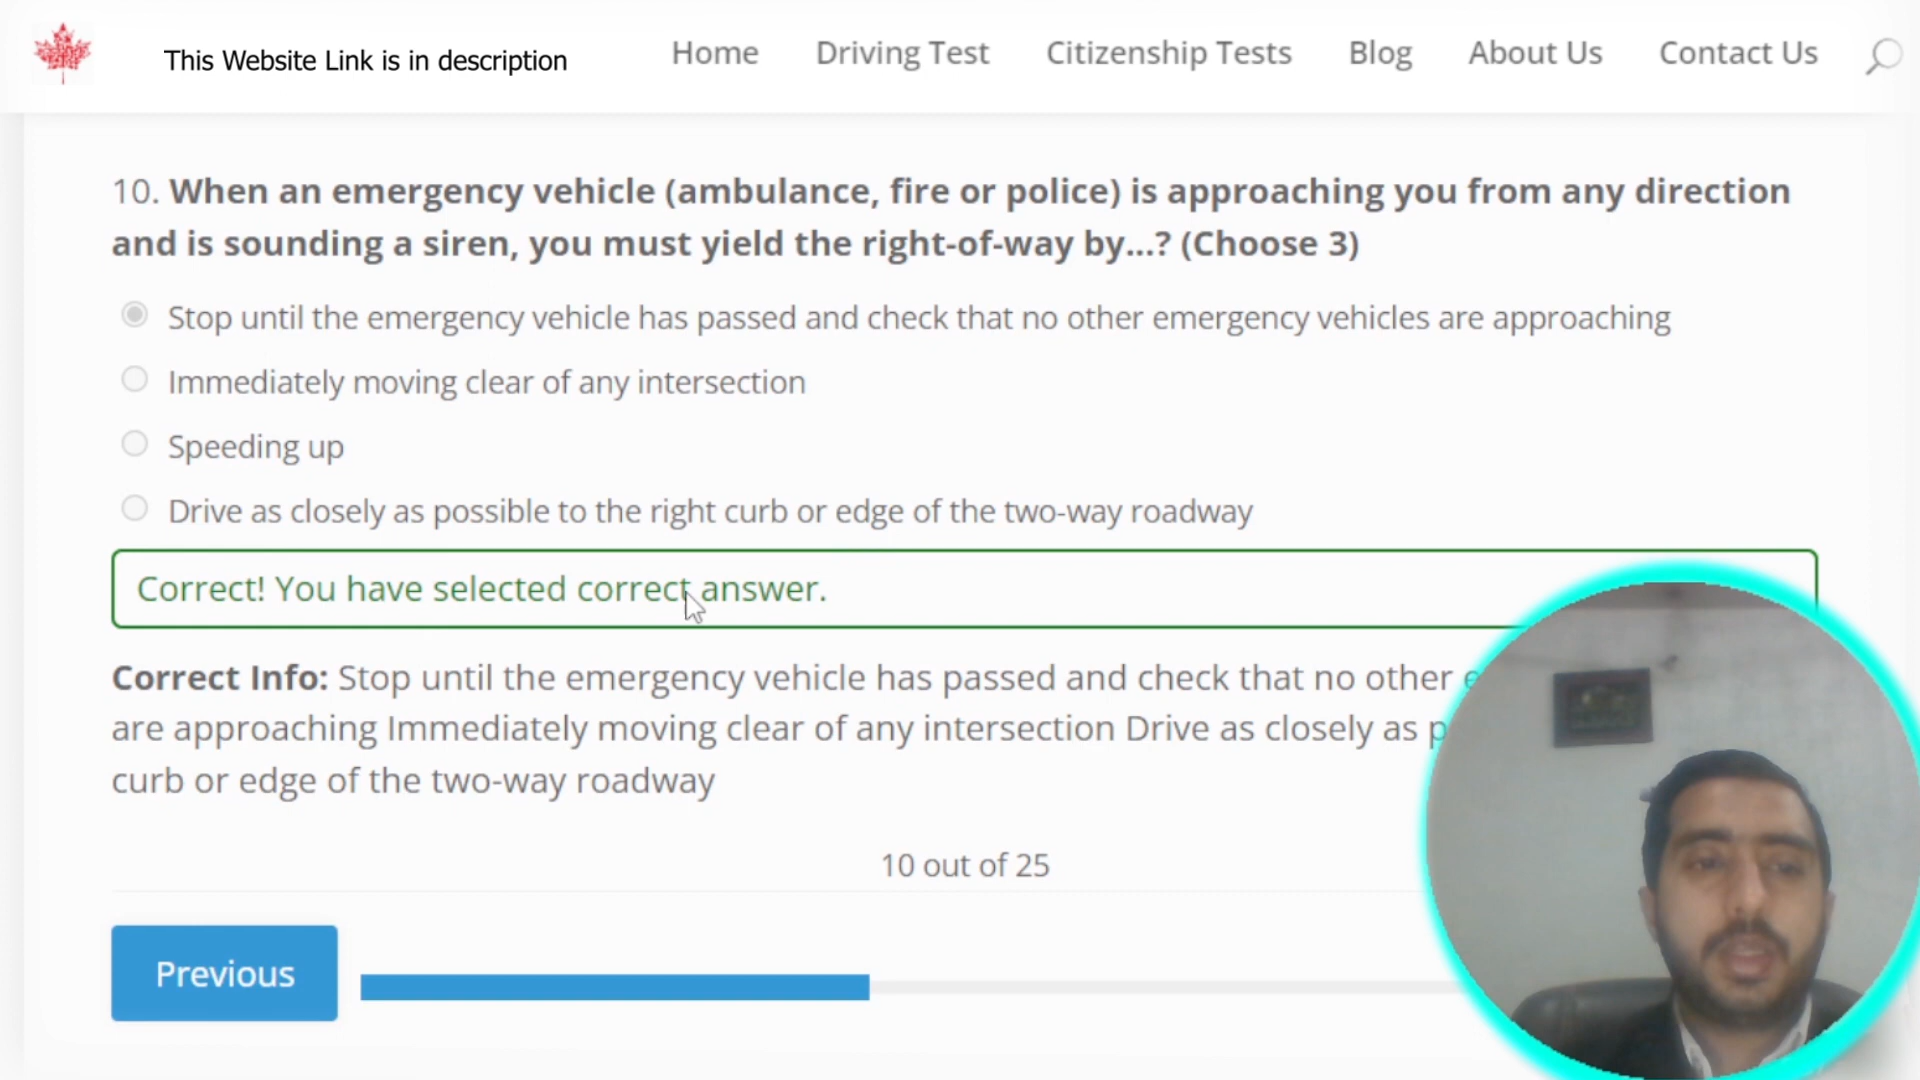 This Website Link is in description
Home
Driving Test
Citizenship Tests
Blog
About Us
Contact Us
10. When an emergency vehicle (ambulance, fire or police) is approaching you from any direction
and is sounding a siren, you must yield the right-of-way by...? (Choose 3)
Stop until the emergency vehicle has passed and check that no other emergency vehicles are approaching
Immediately moving clear of any intersection
Speeding up
Drive as closely as possible to the right curb or edge of the two-way roadway
Correct! You have selected correct answer.
Correct Info: Stop until the emergency vehicle has passed and check that no other
are approaching Immediately moving clear of any intersection Drive as closely as
curb or edge of the two-way roadway
10 out of 25
Previous